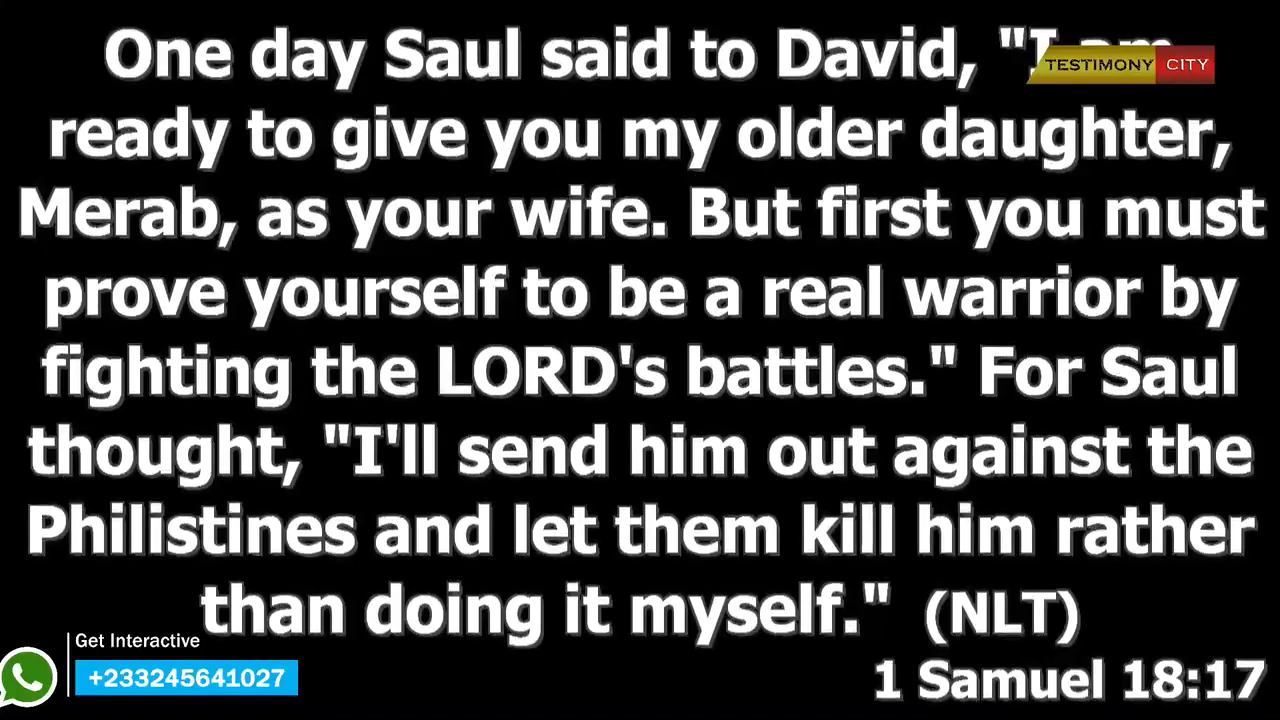 One day Saul said to David, "I am
TESTIMONY CITY
ready to give you my older daughter,
Merab, as your wife. But first you must
prove yourself to be a real warrior by
fighting the LORD's battles." For Saul
thought, "I'll send him out against the
Philistines and let them kill him rather
than doing it myself." (NLT)
Get Interactive
+233245641027
1 Samuel 18:17